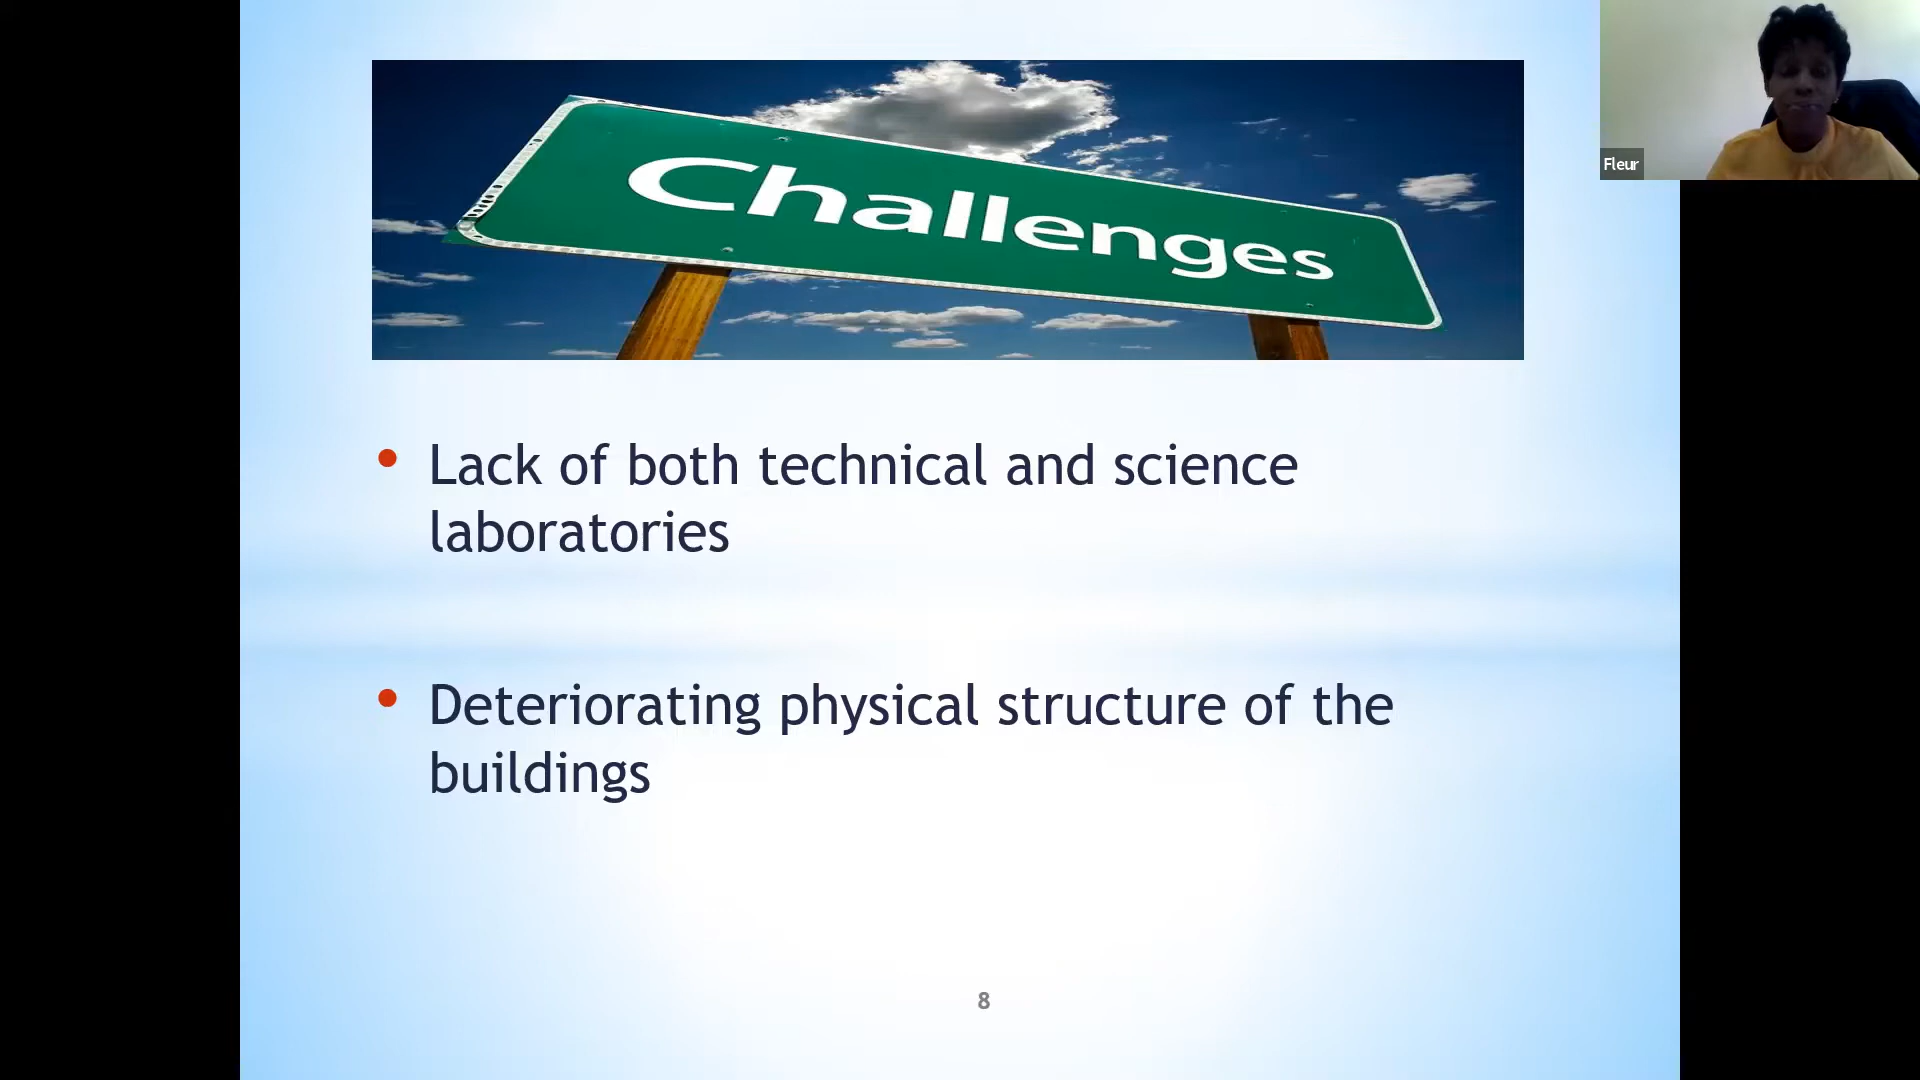 Challenges
Fleur
• Lack of both technical and science
laboratories
• Deteriorating physical structure of the
buildings
8